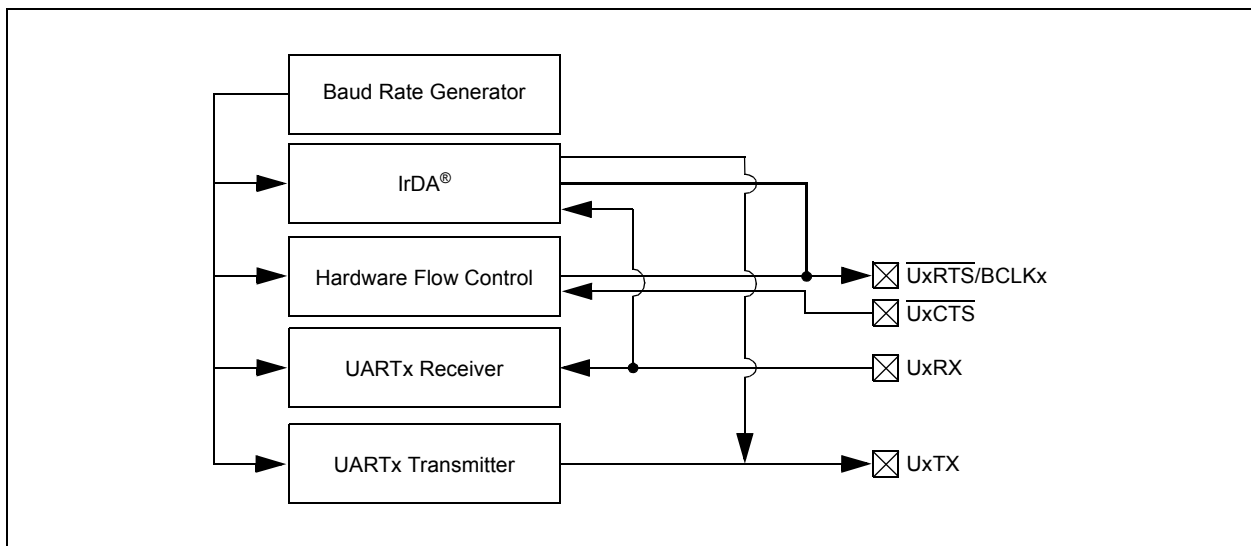 Baud Rate Generator
IrDA®
Hardware Flow Control
UxRTS/BCLKx
UxCTS
UARTx Receiver
UxRX
UARTx Transmitter
UxTX